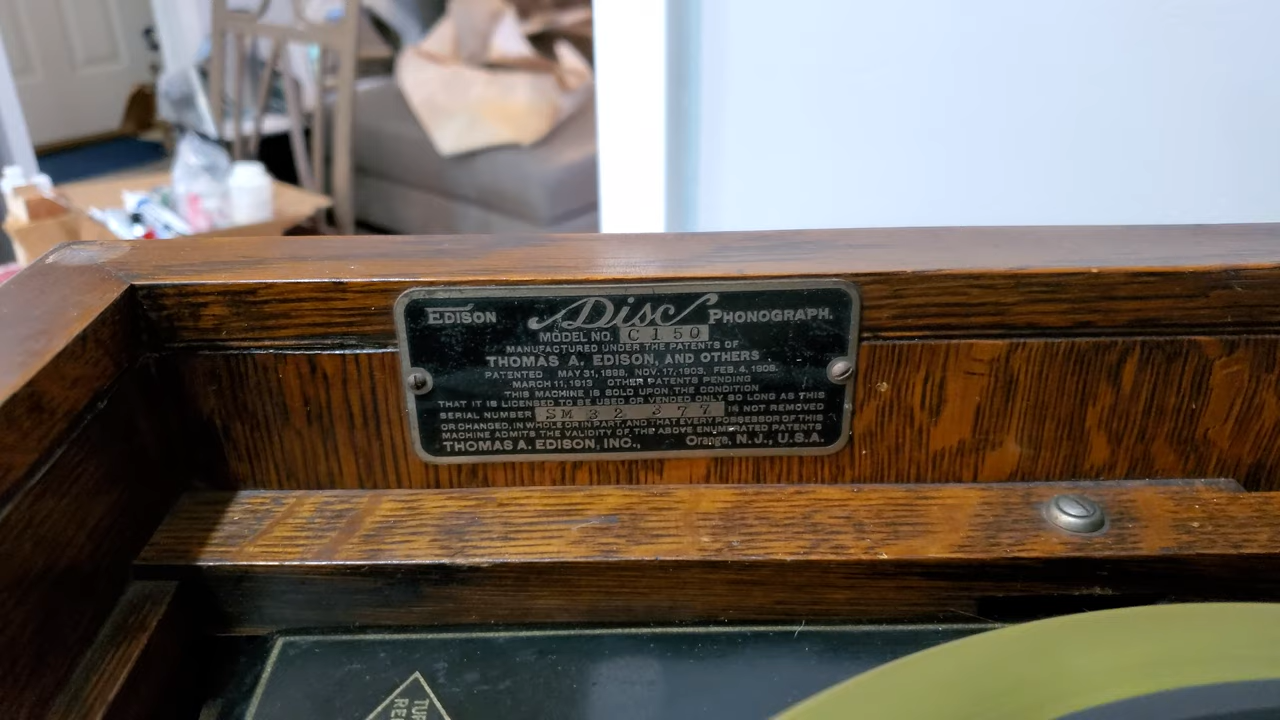 EDISON Disc PHONOGRAPH.
MODEL NO. C 150
MANUFACTURED UNDER THE PATENTS OF
THOMAS A. EDISON, AND OTHERS
PATENTED MAY 31, 1898, NOV. 17, 1903. FEB. 4, 1908.
MARCH 11, 1913 OTHER PATENTS PENDING
THIS MACHINE IS SOLD UPON THE CONDITION
THAT IT IS LICENSED TO BE USED OR VENDED ONLY SO LONG AS THIS
SERIAL NUMBER SM 32 377 IS NOT REMOVED
OR CHANGED, IN WHOLE OR IN PART, AND THAT EVERY POSSESSOR OF THIS
MACHINE ADMITS THE VALIDITY OF THE ABOVE ENUMERATED PATENTS
THOMAS A. EDISON, INC., Orange, N. J., U.S.A.